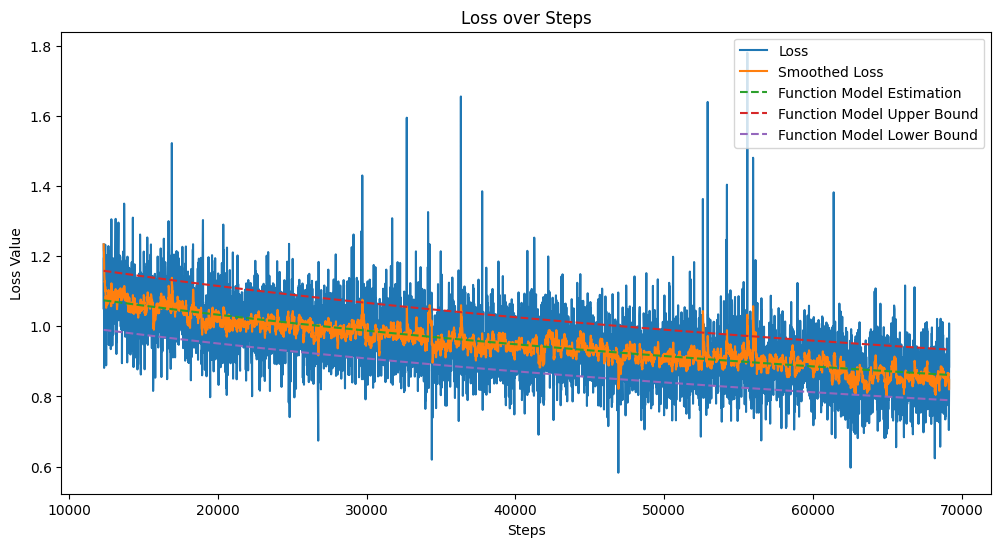 Loss over Steps
Loss Value
1.8
1.6
1.4
1.2
1.0
0.8
0.6
Loss
Smoothed Loss
Function Model Estimation
Function Model Upper Bound
Function Model Lower Bound
10000 20000 30000 40000 50000 60000 70000
Steps